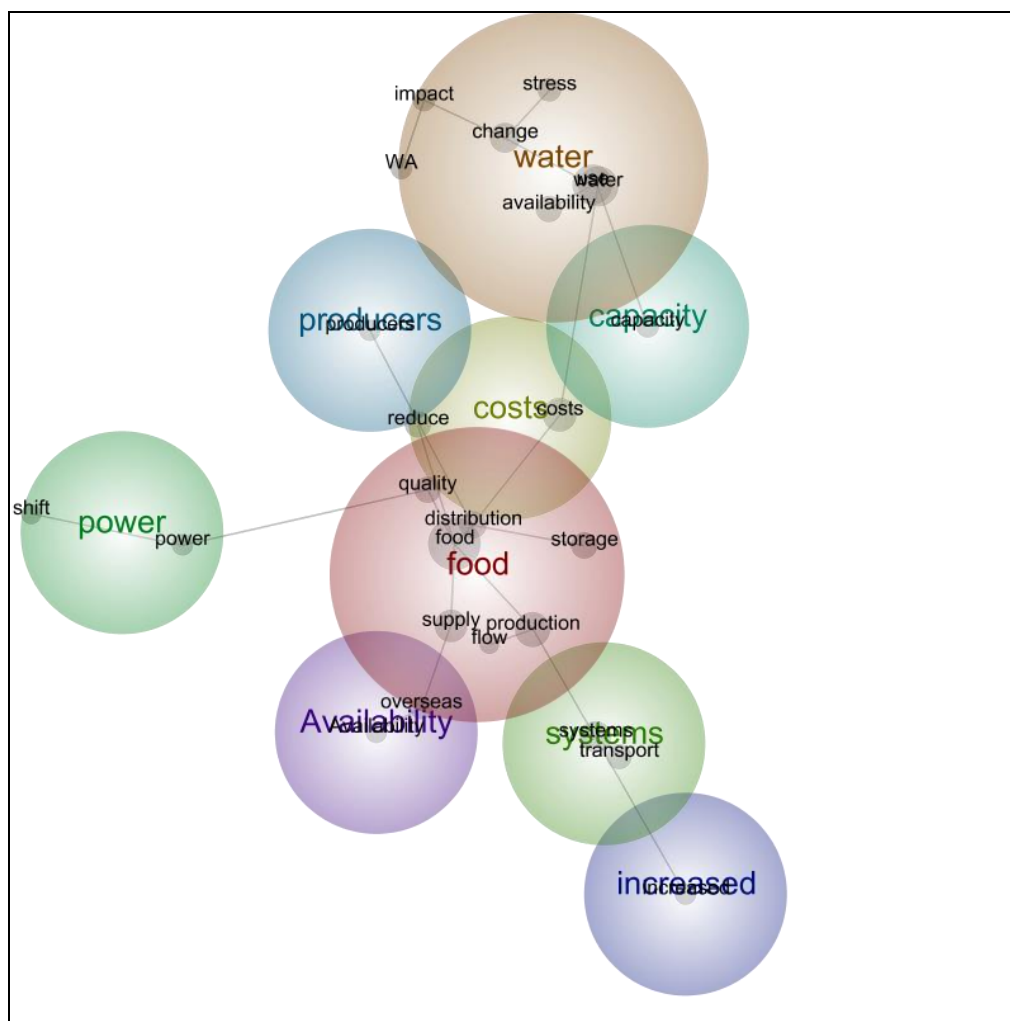 stress
impact
change
WA
water
use
water
availability
producers
producers
capacity
capacity
costs
costs
reduce
quality
shift
power
power
distribution
food
storage
food
supply
production
flow
overseas
Availability
Availability
systems
systems
transport
increased
increased